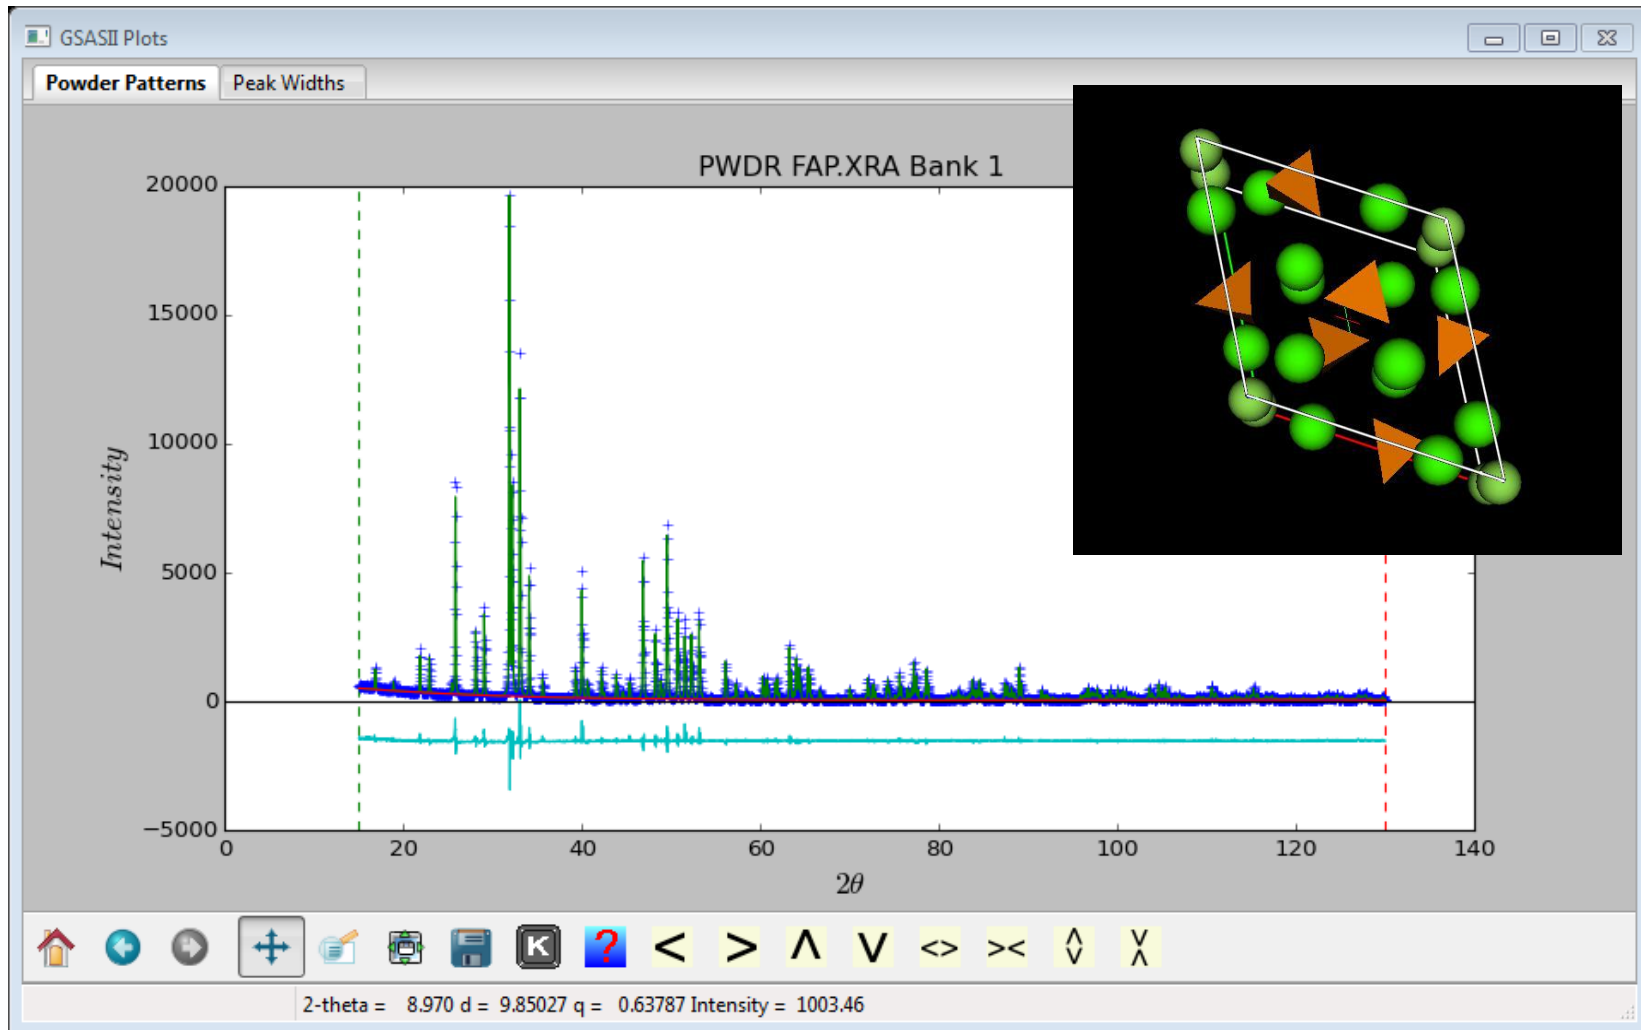 GSASII Plots
Powder Patterns
Peak Widths
PWDR FAP.XRA Bank 1
20000
15000
10000
5000
0
−5000
Intensity
0 20 40 60 80 100 120 140
2θ
K ? < > Λ V <> ><
2-theta = 8.970 d = 9.85027 q = 0.63787 Intensity = 1003.46